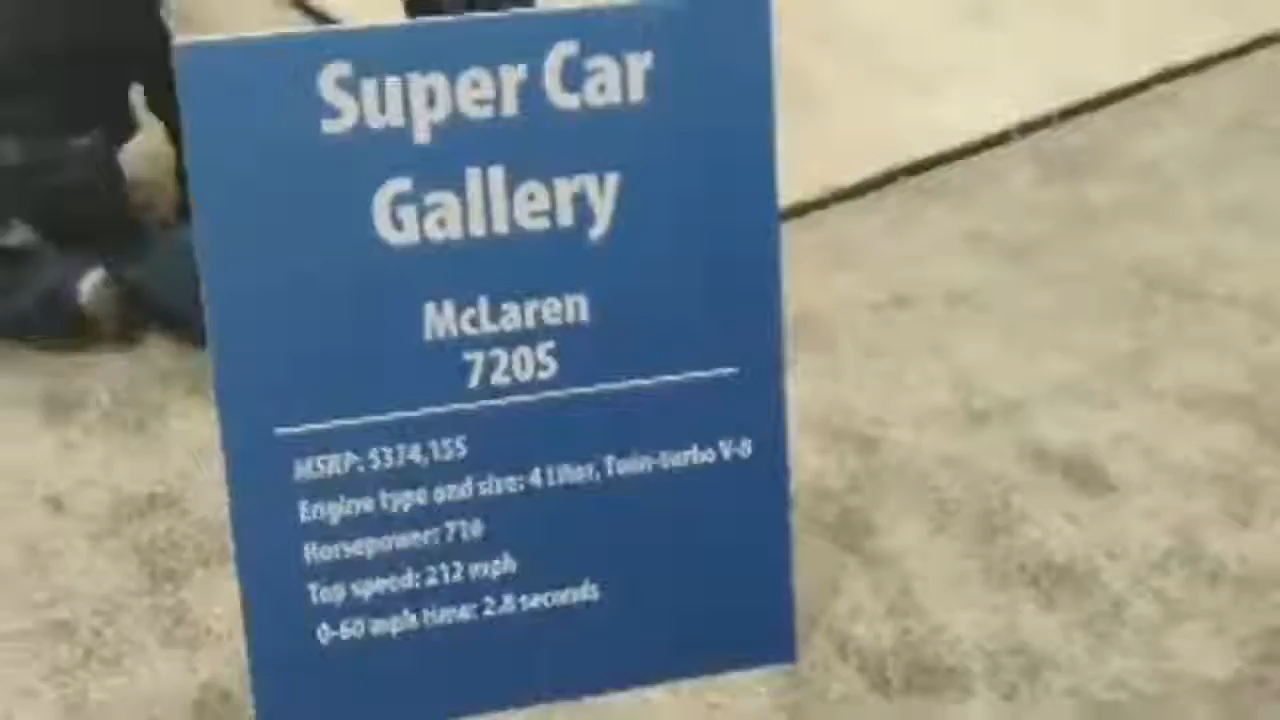 Super Car
Gallery
McLaren
720S
MSRP: $374,155
Engine type and size: 4 Liter, Twin-turbo V-8
Horsepower: 710
Top speed: 212 mph
0-60 mph time: 2.8 seconds